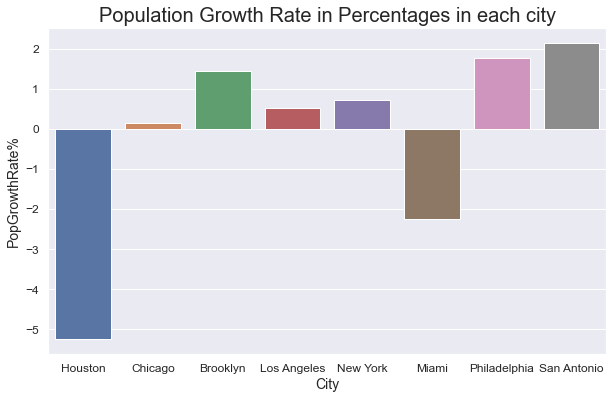 Population Growth Rate in Percentages in each city
PopGrowthRate%
2
1
0
−1
−2
−3
−4
−5
Houston Chicago Brooklyn Los Angeles New York Miami Philadelphia San Antonio
City